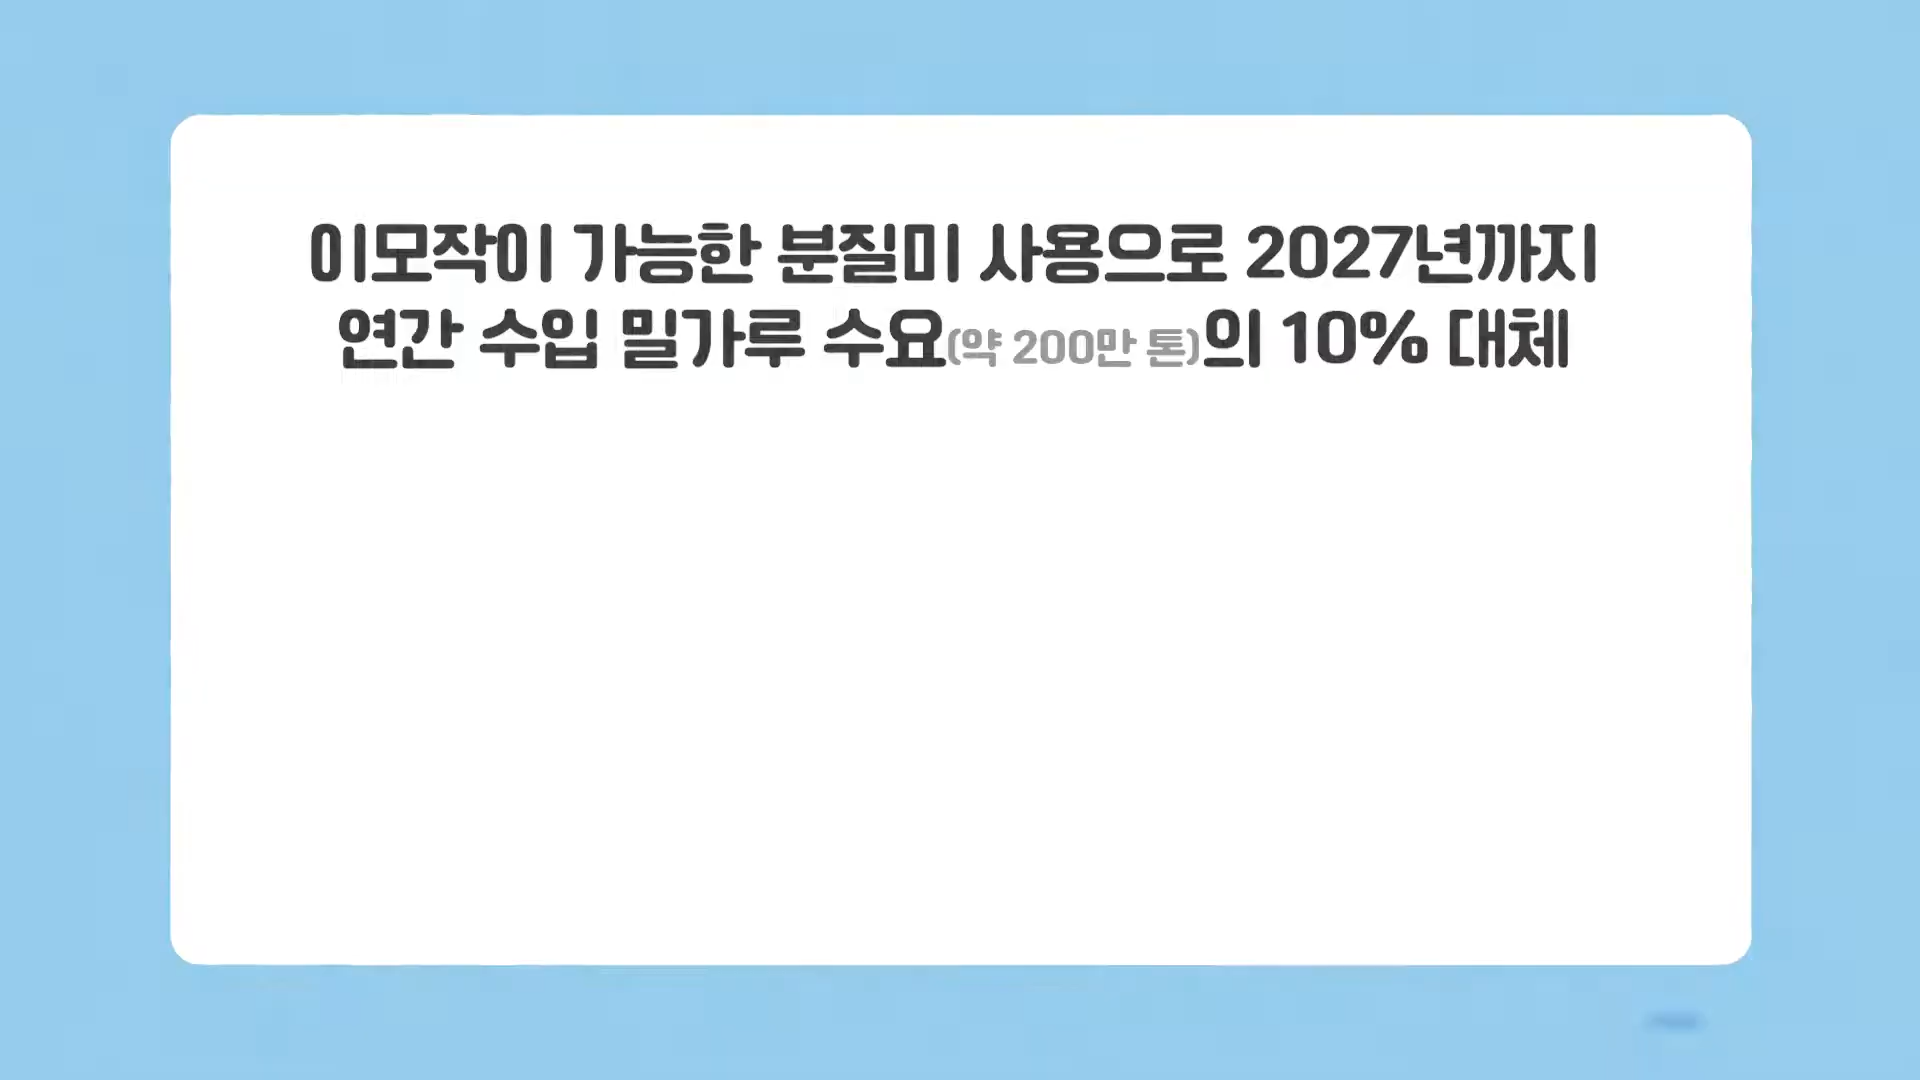 이모작이 가능한 분질미 사용으로 2027년까지
연간 수입 밀가루 수요(약 200만 톤)의 10% 대체